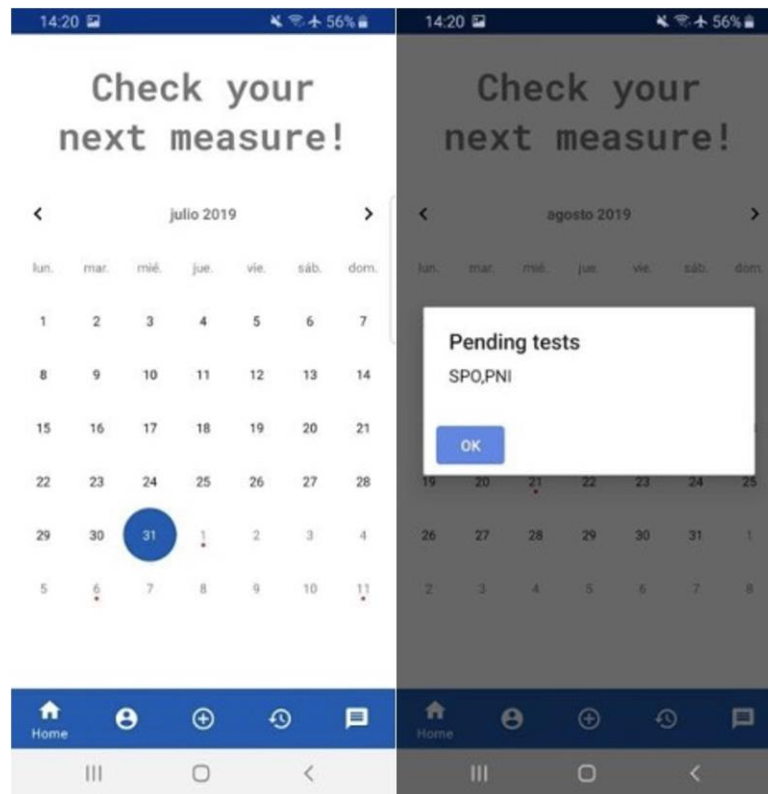 14:20 56%
Check your
next measure!
julio 2019
lun. mar. mié. jue. vie. sáb. dom.
1 2 3 4 5 6 7
8 9 10 11 12 13 14
15 16 17 18 19 20 21
22 23 24 25 26 27 28
29 30 31 1 2 3 4
5 6 7 8 9 10 11
Home
14:20 56%
Check your
next measure!
agosto 2019
lun. mar. mié. jue. vie. sáb. dom.
Pending tests
SPO,PNI
OK
19 20 21 22 23 24 25
26 27 28 29 30 31 1
2 3 4 5 6 7 8
Home